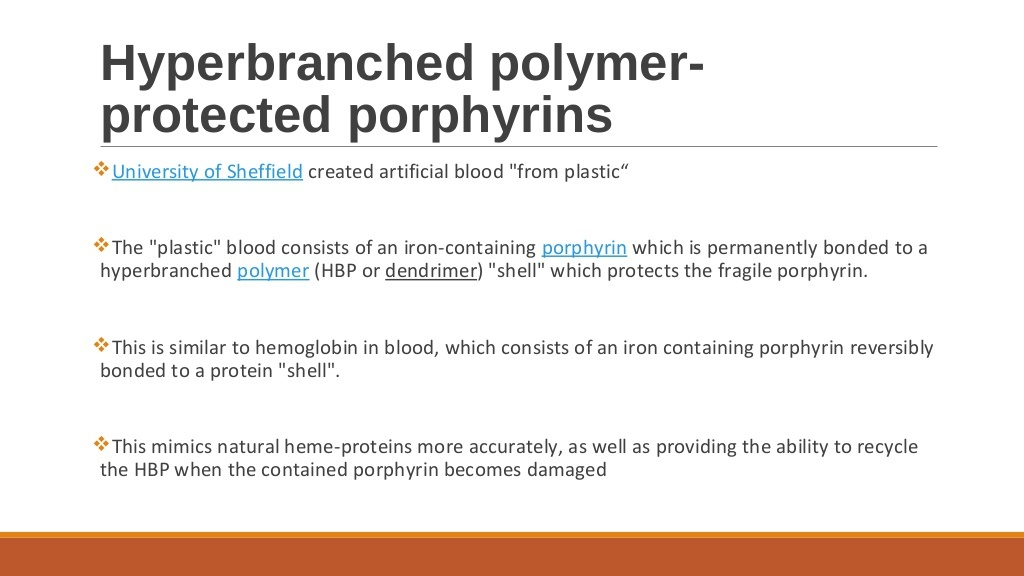 Hyperbranched polymer-
protected porphyrins
❖University of Sheffield created artificial blood "from plastic“
❖The "plastic" blood consists of an iron-containing porphyrin which is permanently bonded to a
hyperbranched polymer (HBP or dendrimer) "shell" which protects the fragile porphyrin.
❖This is similar to hemoglobin in blood, which consists of an iron containing porphyrin reversibly
bonded to a protein "shell".
❖This mimics natural heme-proteins more accurately, as well as providing the ability to recycle
the HBP when the contained porphyrin becomes damaged